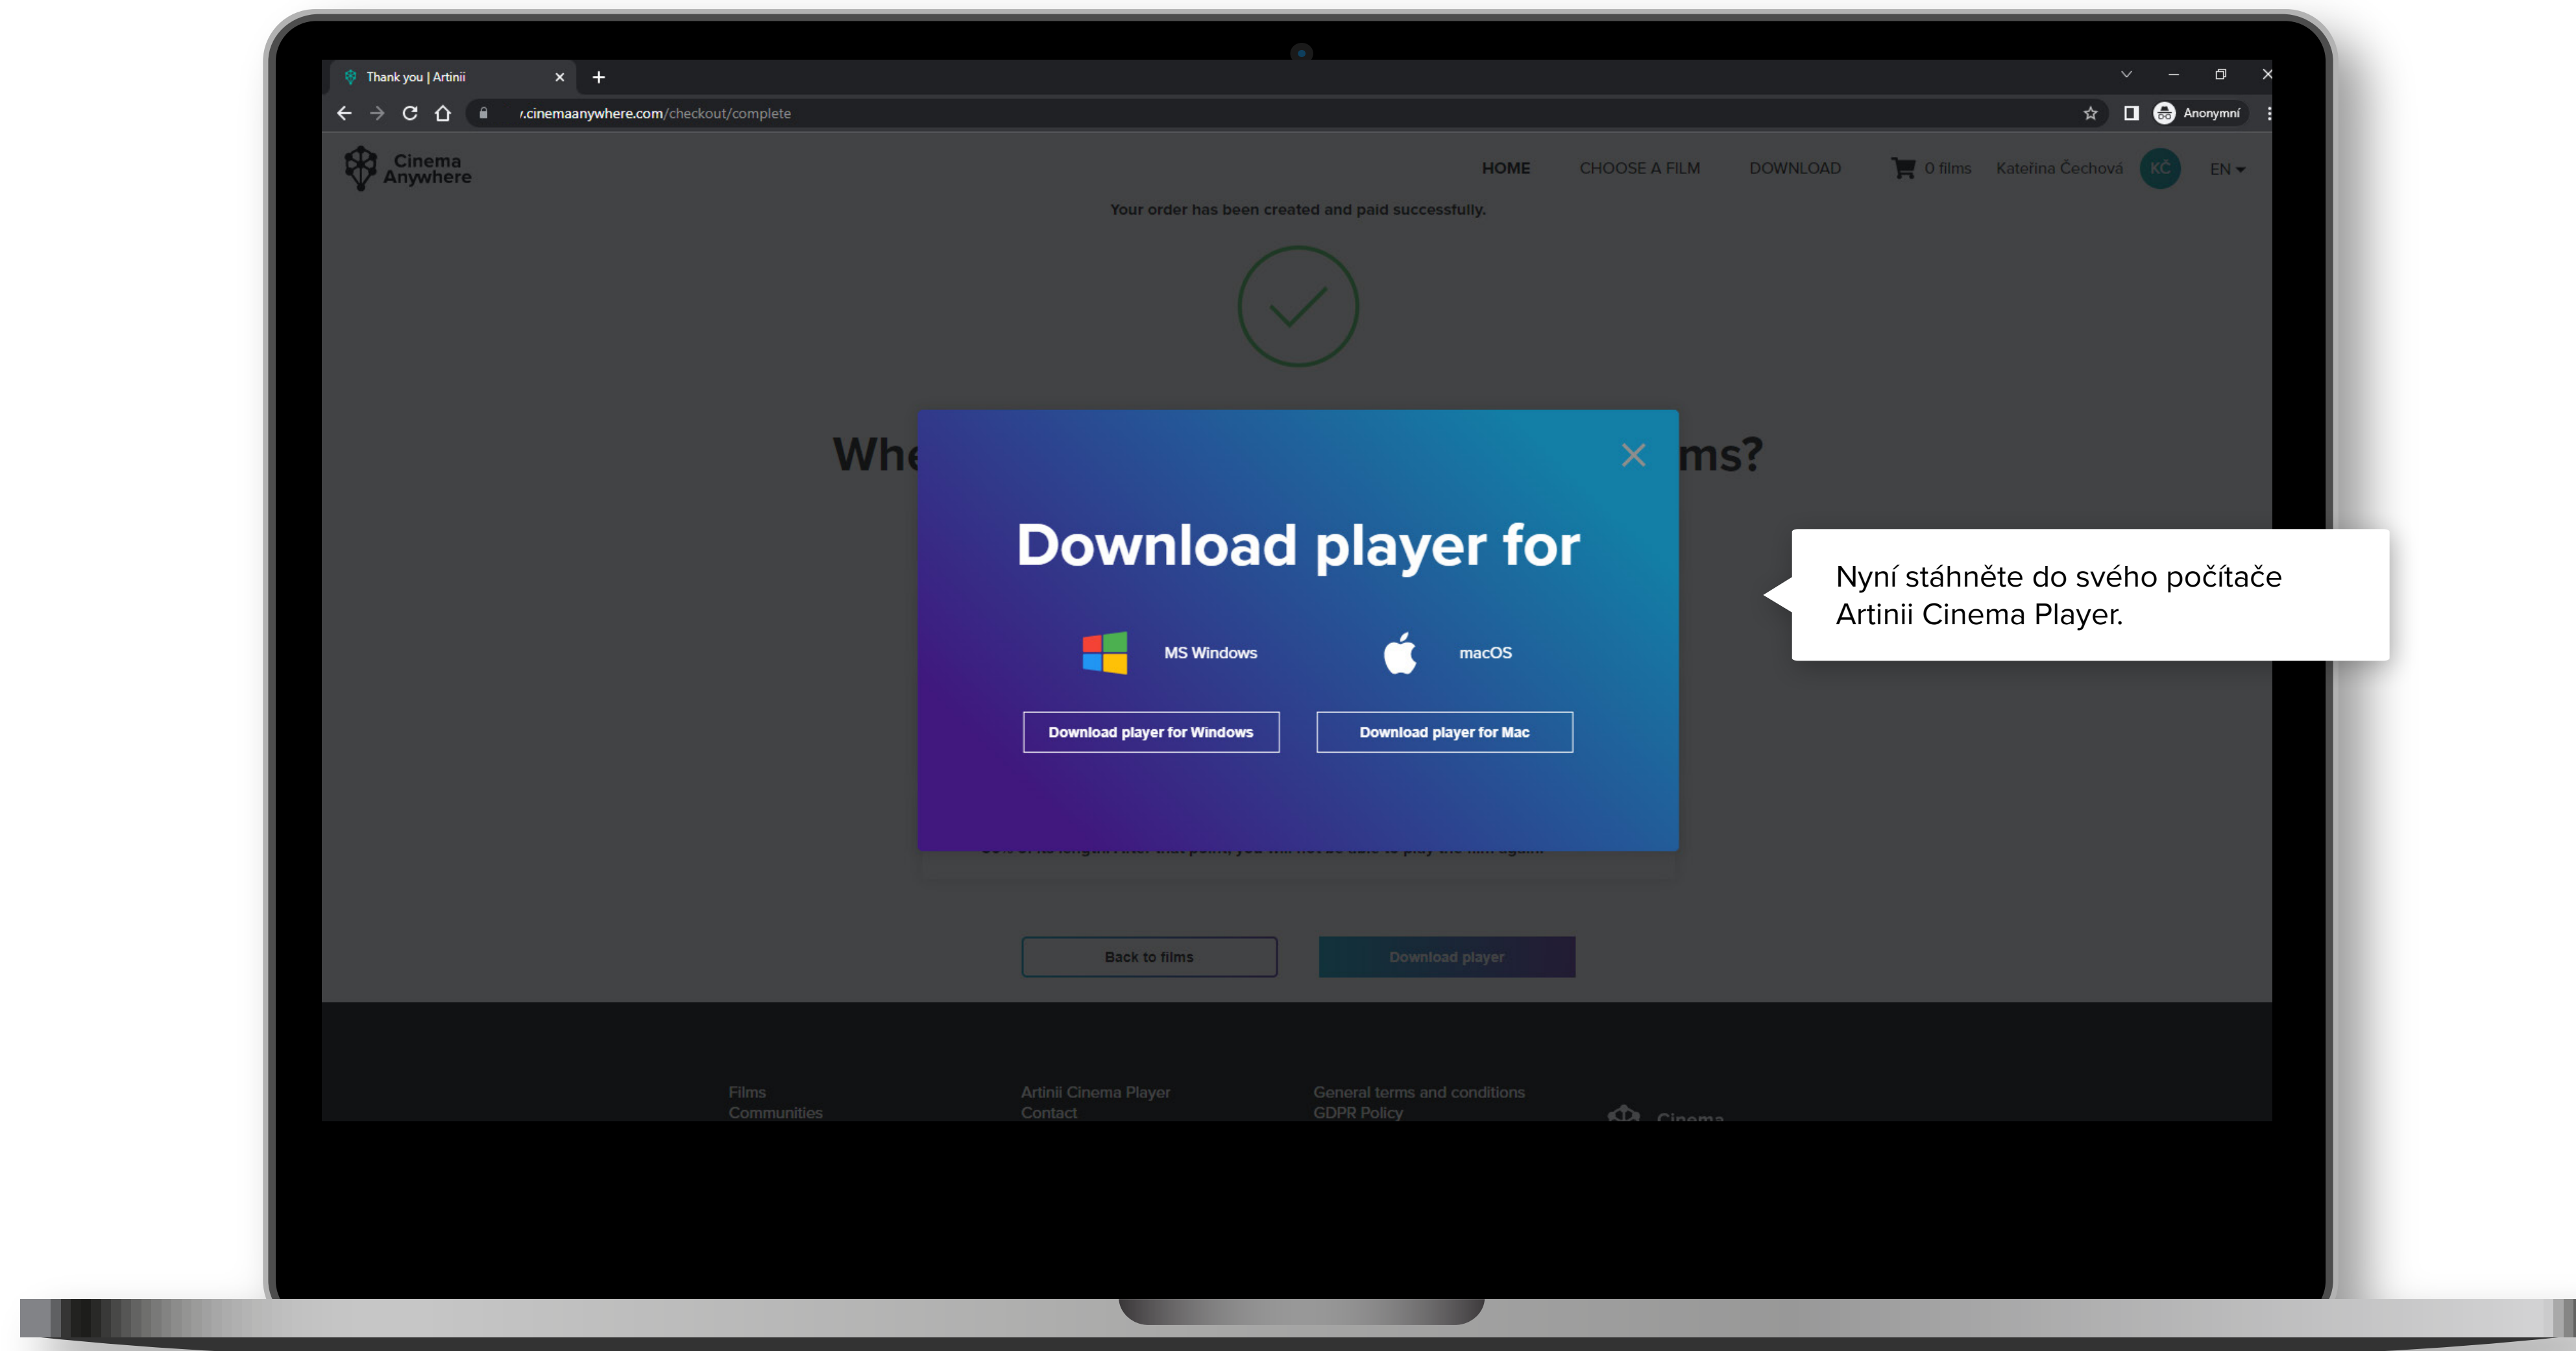 Thank you | Artinii
.cinemaanywhere.com/checkout/complete
Anonymní
Cinema
Anywhere
HOME
CHOOSE A FILM
DOWNLOAD
0 films
Kateřina Čechová
KČ
EN
Your order has been created and paid successfully.
ms?
Download player for
MS Windows
macOS
Download player for Windows
Download player for Mac
Nyní stáhněte do svého počítače
Artinii Cinema Player.
Back to films
Download player
Films
Communities
Artinii Cinema Player
Contact
General terms and conditions
GDPR Policy
Cinema